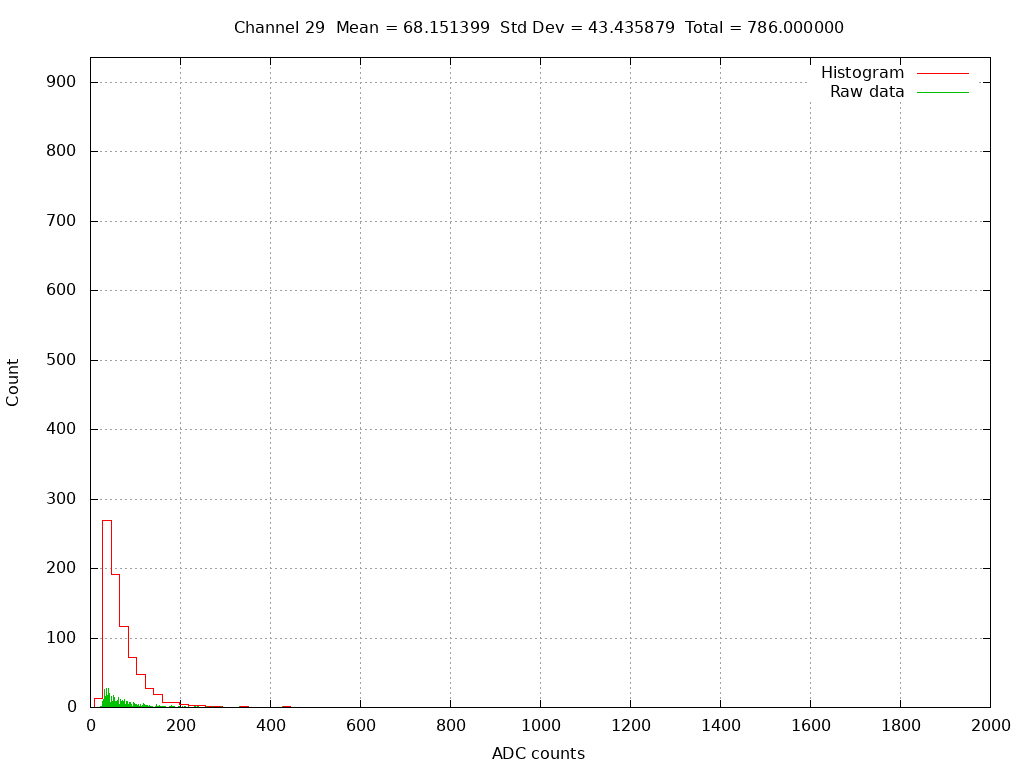 Channel 29  Mean = 68.151399  Std Dev = 43.435879  Total = 786.000000
Histogram
Raw data
900
800
700
600
500
400
300
200
100
0
Count
0 200 400 600 800 1000 1200 1400 1600 1800 2000
ADC counts